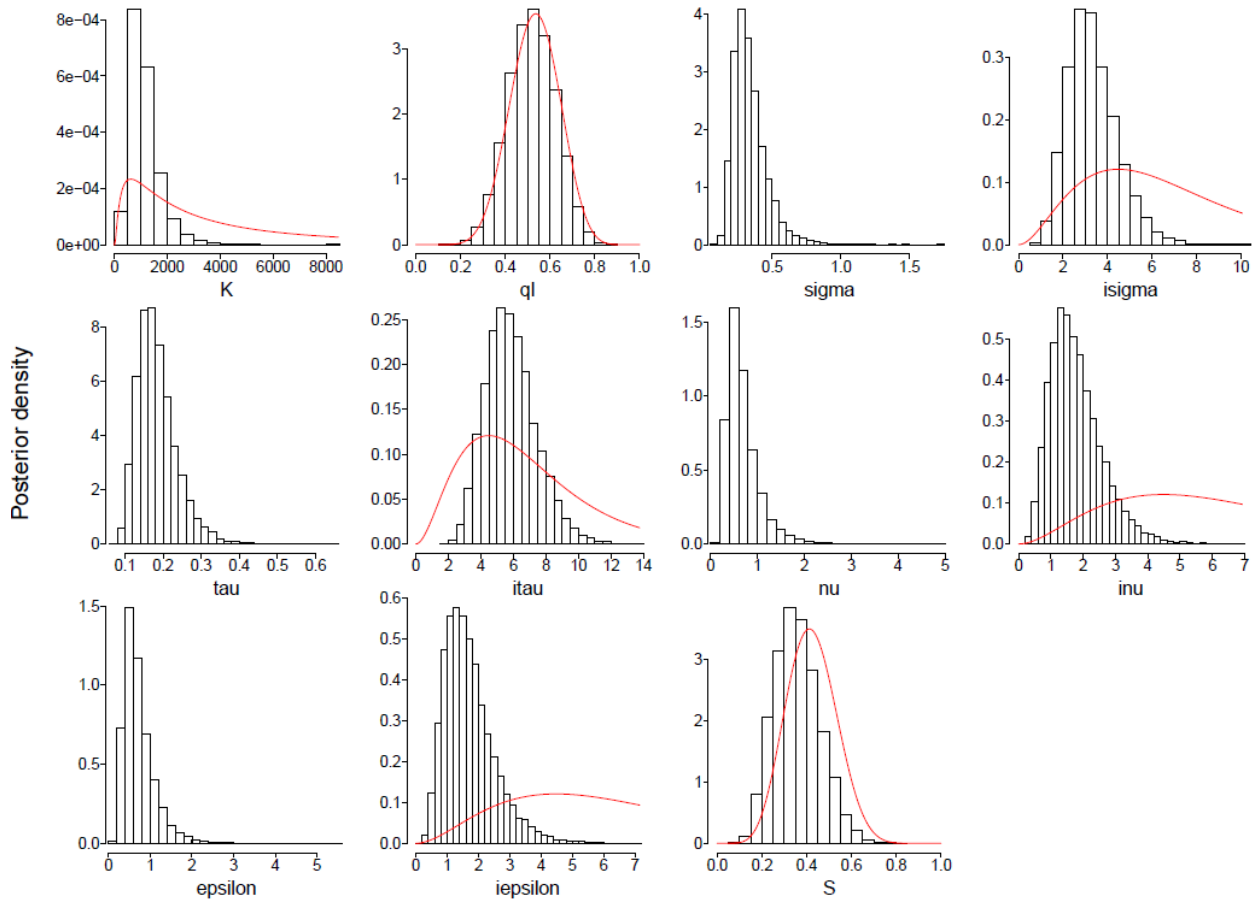 Posterior density
8e−04
6e−04
4e−04
2e−04
0e+00
0 2000 4000 6000 8000
K
3
2
1
0
0.0 0.2 0.4 0.6 0.8 1.0
qI
4
3
2
1
0
0.5 1.0 1.5
sigma
0.3
0.2
0.1
0.0
0 2 4 6 8 10
isigma
8
6
4
2
0
0.1 0.2 0.3 0.4 0.5 0.6
tau
0.25
0.20
0.15
0.10
0.05
0.00
0 2 4 6 8 10 12 14
itau
1.5
1.0
0.5
0.0
0 1 2 3 4 5
nu
0.5
0.4
0.3
0.2
0.1
0.0
0 1 2 3 4 5 6 7
inu
1.5
1.0
0.5
0.0
0 1 2 3 4 5
epsilon
0.6
0.5
0.4
0.3
0.2
0.1
0.0
0 1 2 3 4 5 6 7
iepsilon
3
2
1
0
0.0 0.2 0.4 0.6 0.8 1.0
S